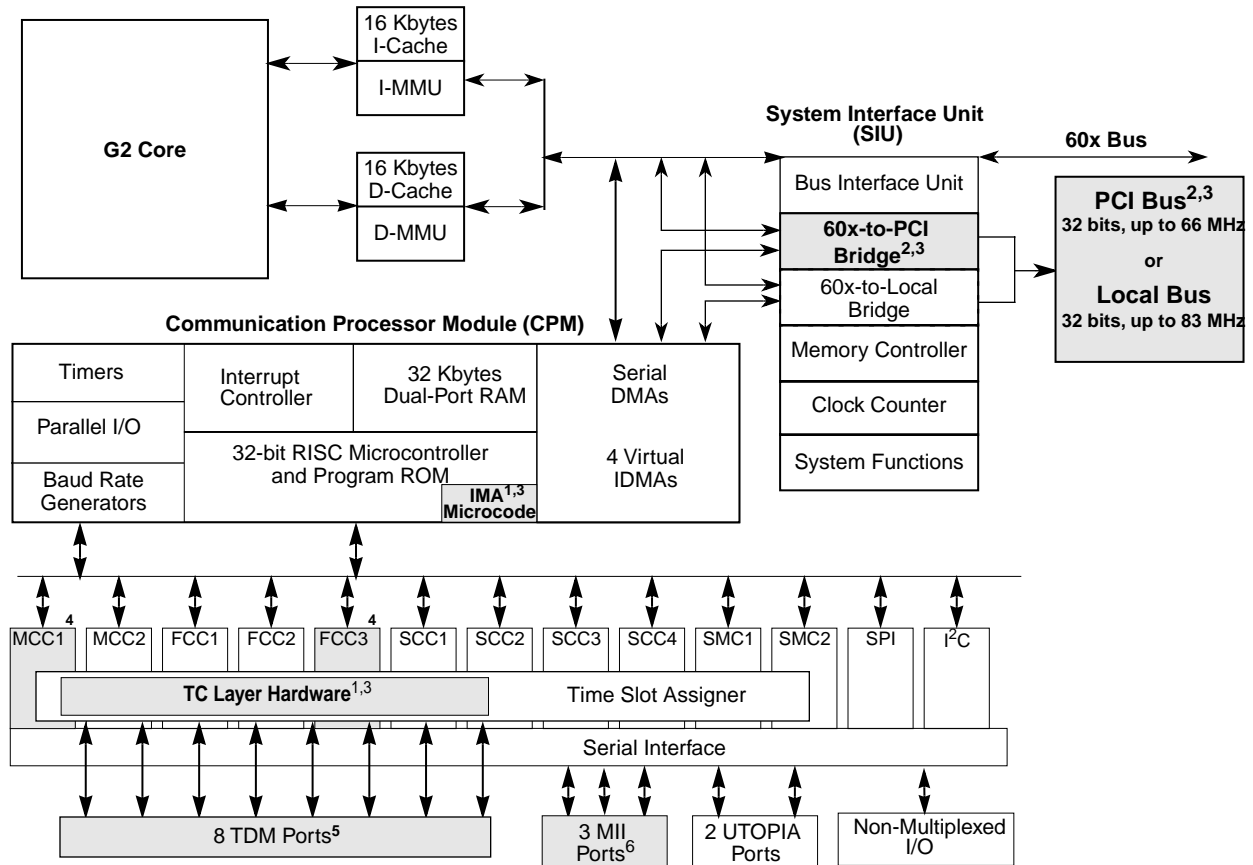 G2 Core
16 Kbytes
I-Cache
I-MMU
16 Kbytes
D-Cache
D-MMU
System Interface Unit
(SIU)
60x Bus
Bus Interface Unit
60x-to-PCI
Bridge2,3
60x-to-Local
Bridge
Memory Controller
Clock Counter
System Functions
PCI Bus2,3
32 bits, up to 66 MHz
or
Local Bus
32 bits, up to 83 MHz
Communication Processor Module (CPM)
Timers
Parallel I/O
Baud Rate
Generators
Interrupt
Controller
32 Kbytes
Dual-Port RAM
32-bit RISC Microcontroller
and Program ROM
IMA1,3
Microcode
Serial
DMAs
4 Virtual
IDMAs
MCC1 4
MCC2
FCC1
FCC2
FCC3 4
SCC1
SCC2
SCC3
SCC4
SMC1
SMC2
SPI
I2C
TC Layer Hardware1,3
Time Slot Assigner
Serial Interface
8 TDM Ports5
3 MII
Ports6
2 UTOPIA
Ports
Non-Multiplexed
I/O